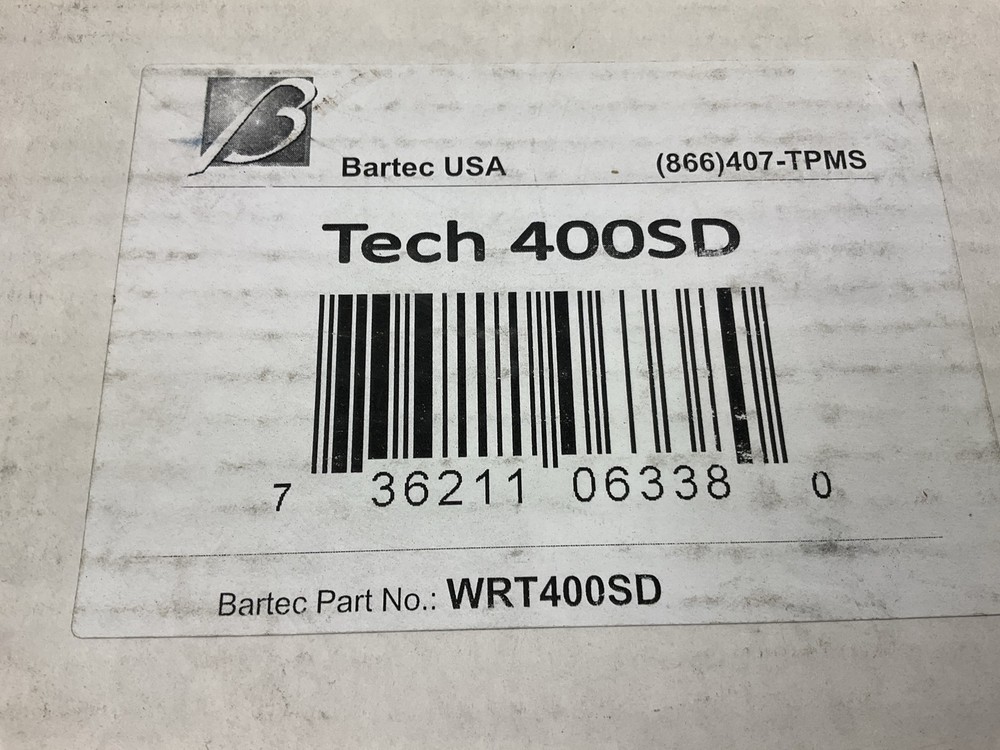 Bartec USA (866)407-TPMS
Tech 400SD
7 36211 06338 0
Bartec Part No.: WRT400SD